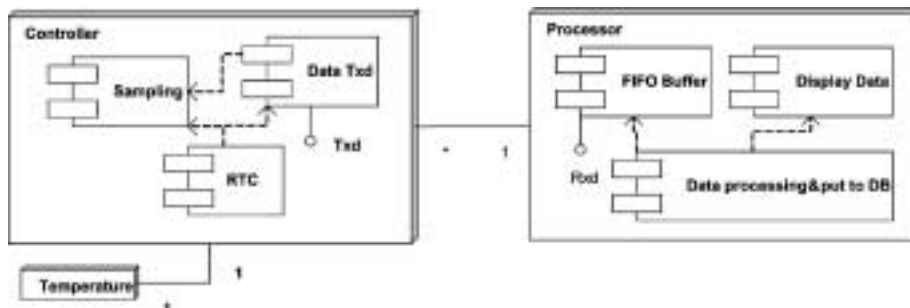 Controller
Sampling
Data Txd
Txd
RTC
Temperature
1
*
*
1
Processor
FIFO Buffer
Display Data
Rxd
Data processing&put to DB